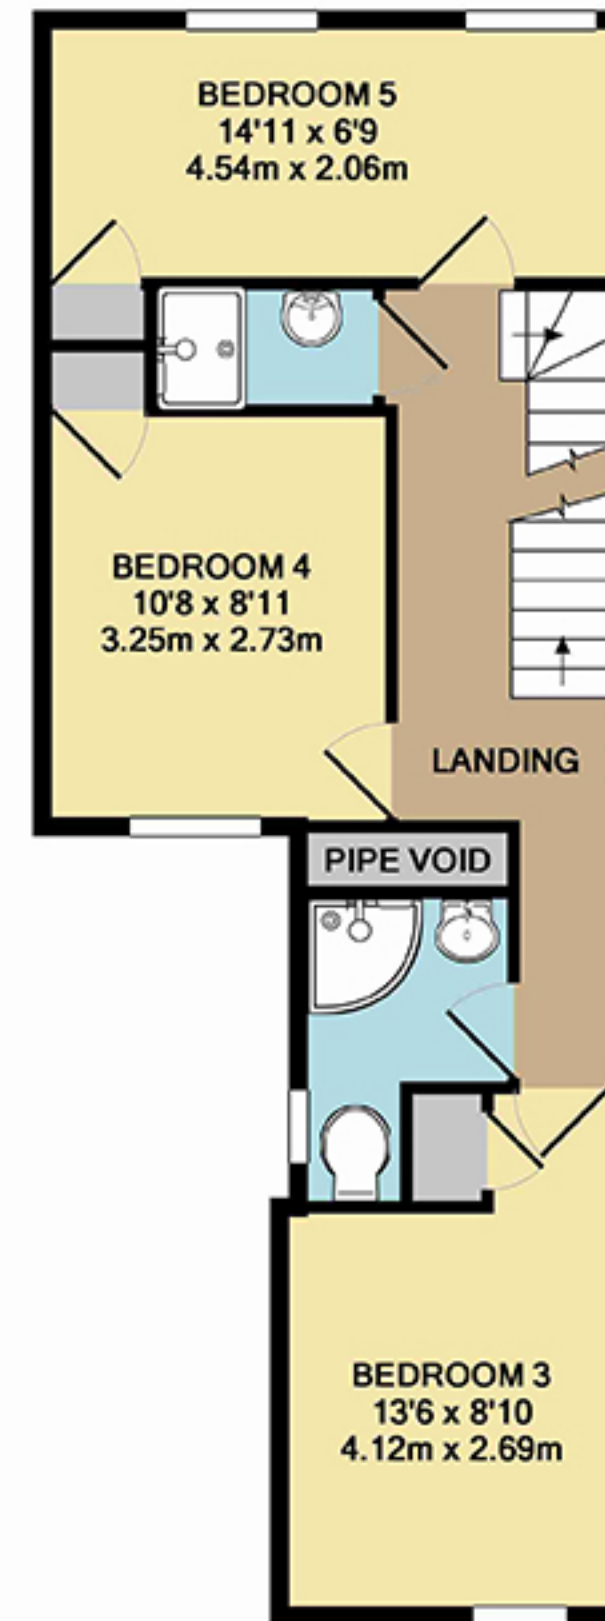 BEDROOM 5
14'11 x 6'9
4.54m x 2.06m
BEDROOM 4
10'8 x 8'11
3.25m x 2.73m
LANDING
PIPE VOID
BEDROOM 3
13'6 x 8'10
4.12m x 2.69m